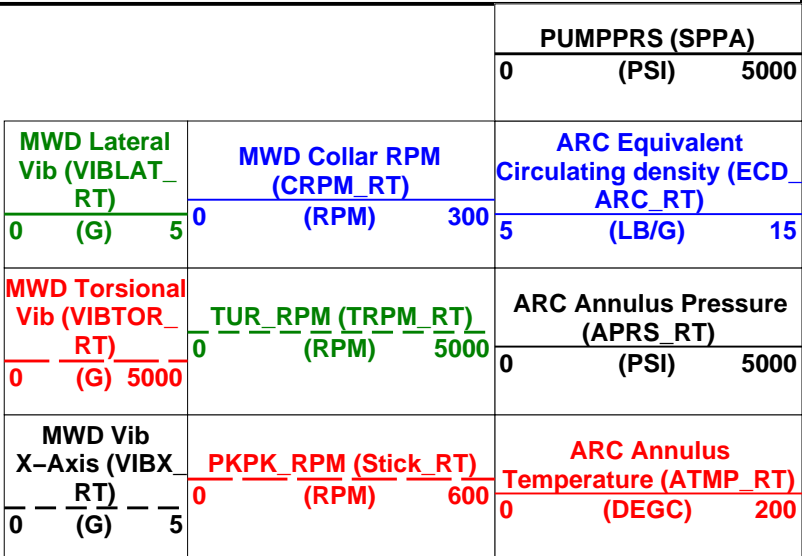 PUMPPRS (SPPA)
0 (PSI) 5000
MWD Lateral
Vib (VIBLAT_
RT)
0 (G) 5
MWD Collar RPM
(CRPM_RT)
0 (RPM) 300
ARC Equivalent
Circulating density (ECD_
ARC_RT)
5 (LB/G) 15
MWD Torsional
Vib (VIBTOR_
RT)
0 (G) 5000
TUR_RPM (TRPM_RT)
0 (RPM) 5000
ARC Annulus Pressure
(APRS_RT)
0 (PSI) 5000
MWD Vib
X−Axis (VIBX_
RT)
0 (G) 5
PKPK_RPM (Stick_RT)
0 (RPM) 600
ARC Annulus
Temperature (ATMP_RT)
0 (DEGC) 200